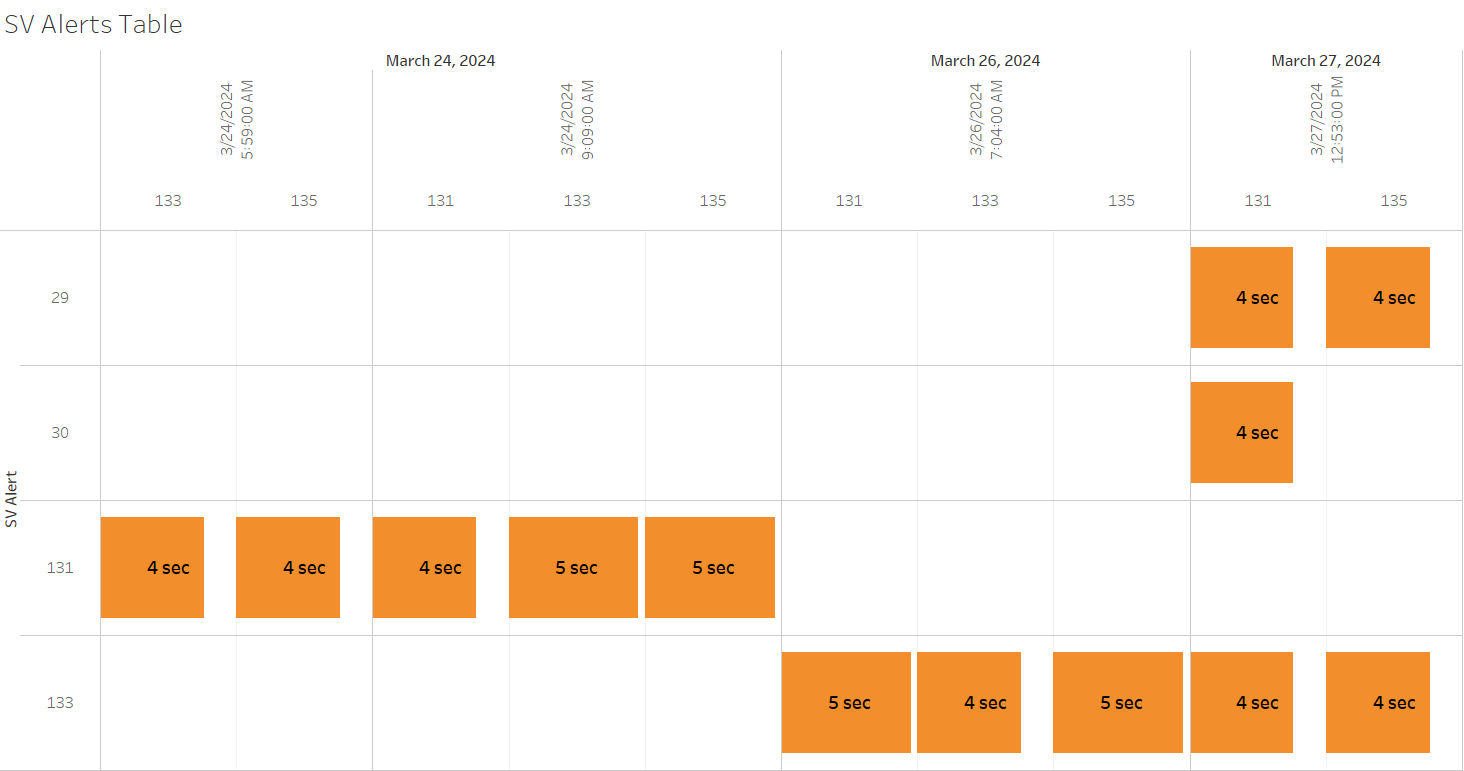 SV Alerts Table
March 24, 2024 March 26, 2024 March 27, 2024
3/24/2024
5:59:00 AM
3/24/2024
9:09:00 AM
3/26/2024
7:04:00 AM
3/27/2024
12:53:00 PM
133 135 131 133 135 131 133 135 131 135
SV Alert
29 4 sec 4 sec
30 4 sec
131 4 sec 4 sec 4 sec 5 sec 5 sec
133 5 sec 4 sec 5 sec 4 sec 4 sec